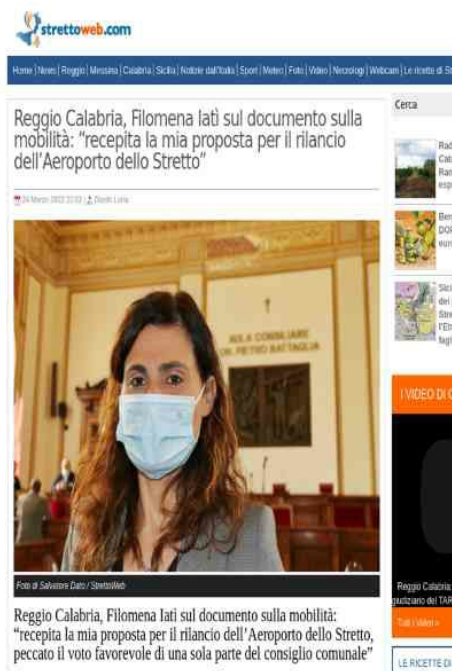 strettoweb.com
Home | News | Reggio | Messina | Calabria | Sicilia | Notizie dall'Italia | Sport | Meteo | Foto | Video | Necrologi | Webcam | Le ricette di
Cerca
Reggio Calabria, Filomena Iatì sul documento sulla
mobilità: “recepita la mia proposta per il rilancio
dell’Aeroporto dello Stretto”
AULA CONSILIARE
PIETRO BATTAGLIA
Foto di Salvatore Dato / StrettoWeb
Reggio Calabria, Filomena Iatì sul documento sulla mobilità:
“recepita la mia proposta per il rilancio dell’Aeroporto dello Stretto,
peccato il voto favorevole di una sola parte del consiglio comunale”
I VIDEO DI
Reggio Calabria:
giudiziario del TAR
Tutti i video »
LE RICETTE DI